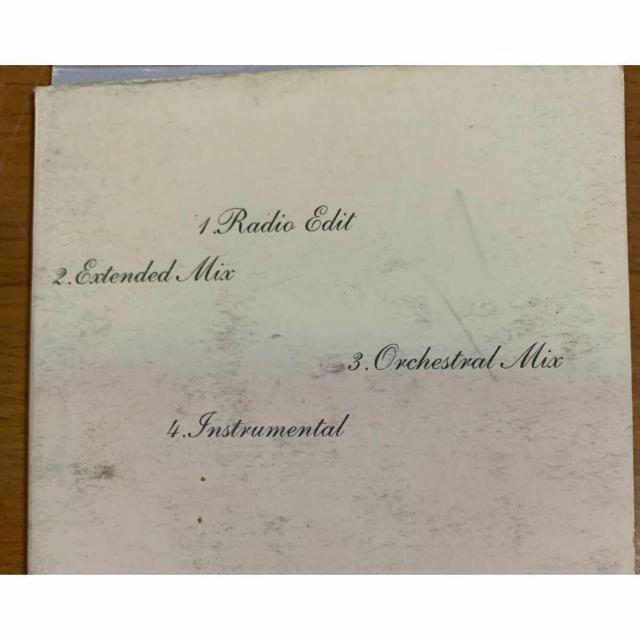 1.Radio Edit
2.Extended Mix
3.Orchestral Mix
4.Instrumental